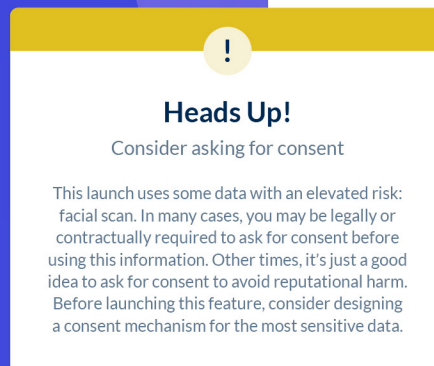 !
Heads Up!
Consider asking for consent
This launch uses some data with an elevated risk:
facial scan. In many cases, you may be legally or
contractually required to ask for consent before
using this information. Other times, it's just a good
idea to ask for consent to avoid reputational harm.
Before launching this feature, consider designing
a consent mechanism for the most sensitive data.